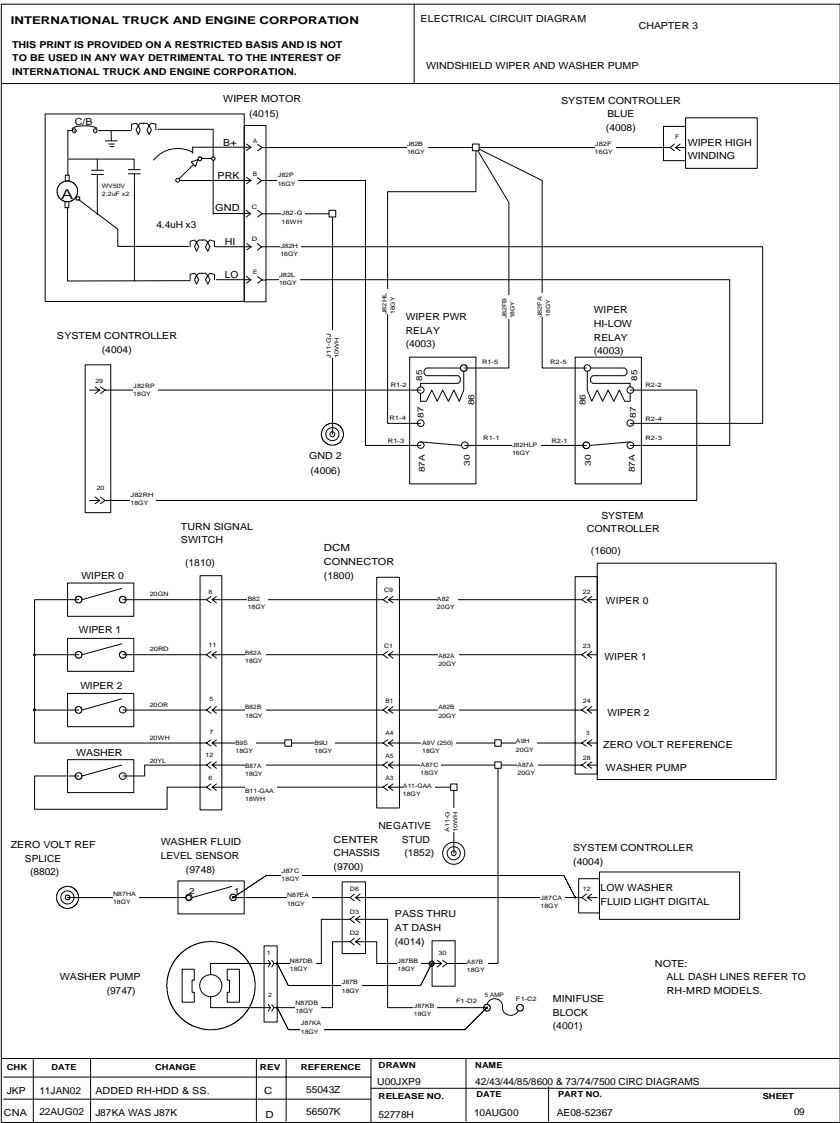 INTERNATIONAL TRUCK AND ENGINE CORPORATION
THIS PRINT IS PROVIDED ON A RESTRICTED BASIS AND IS NOT
TO BE USED IN ANY WAY DETRIMENTAL TO THE INTEREST OF
INTERNATIONAL TRUCK AND ENGINE CORPORATION.
ELECTRICAL CIRCUIT DIAGRAM
CHAPTER 3
WINDSHIELD WIPER AND WASHER PUMP
WIPER MOTOR
(4015)
SYSTEM CONTROLLER
BLUE
(4008)
C/B
B+
A
J82B
16GY
J82F
16GY
F
WIPER HIGH
WINDING
PRK
B
J82P
16GY
A
WV50V
2.2uF x2
GND
C
J82-G
16WH
4.4uH x3
HI
D
J82H
16GY
LO
E
J82L
16GY
J82HL
16GY
J82FB
18GY
J82FA
18GY
J11-GJ
10WH
WIPER PWR
RELAY
(4003)
WIPER
HI-LOW
RELAY
(4003)
SYSTEM CONTROLLER
(4004)
29
J82RP
18GY
20
J82RH
18GY
R1-5
R1-2
R1-4
R1-3
R1-1
85
86
87
87A
30
J82HLP
16GY
R2-5
R2-2
R2-4
R2-3
R2-1
85
86
87
87A
30
GND 2
(4006)
TURN SIGNAL
SWITCH
(1810)
DCM
CONNECTOR
(1800)
SYSTEM
CONTROLLER
(1600)
WIPER 0
20GN
8
B82
18GY
C9
A82
20GY
22
WIPER 0
WIPER 1
20RD
11
B82A
18GY
C1
A82A
20GY
23
WIPER 1
WIPER 2
20OR
5
B82B
18GY
B1
A82B
20GY
24
WIPER 2
20WH
7
B9S
18GY
B9U
18GY
A4
A9V (250)
18GY
A9H
20GY
3
ZERO VOLT REFERENCE
WASHER
20YL
12
B87A
18GY
A5
A87C
18GY
A87A
20GY
28
WASHER PUMP
6
B11-GAA
18WH
A3
A11-GAA
18GY
A11-G
10WH
NEGATIVE
STUD
(1852)
ZERO VOLT REF
SPLICE
(8802)
WASHER FLUID
LEVEL SENSOR
(9748)
CENTER
CHASSIS
(9700)
SYSTEM CONTROLLER
(4004)
N87HA
18GY
2
1
J87C
18GY
N87EA
18GY
D6
J87CA
18GY
12
LOW WASHER
FLUID LIGHT DIGITAL
D3
D2
PASS THRU
AT DASH
(4014)
WASHER PUMP
(9747)
1
N87DB
18GY
J87BB
18GY
30
A87B
18GY
J87B
18GY
2
N87DB
18GY
J87KB
18GY
J87KA
18GY
F1-D2
5 AMP
F1-C2
MINIFUSE
BLOCK
(4001)
NOTE:
ALL DASH LINES REFER TO
RH-MRD MODELS.
CHK DATE CHANGE REV REFERENCE
JKP 11JAN02 ADDED RH-HDD & SS. C 55043Z
CNA 22AUG02 J87KA WAS J87K D 56507K
DRAWN
U00JXP9
NAME
42/43/44/85/8600 & 73/74/7500 CIRC DIAGRAMS
RELEASE NO.
52778H
DATE
10AUG00
PART NO.
AE08-52367
SHEET
09